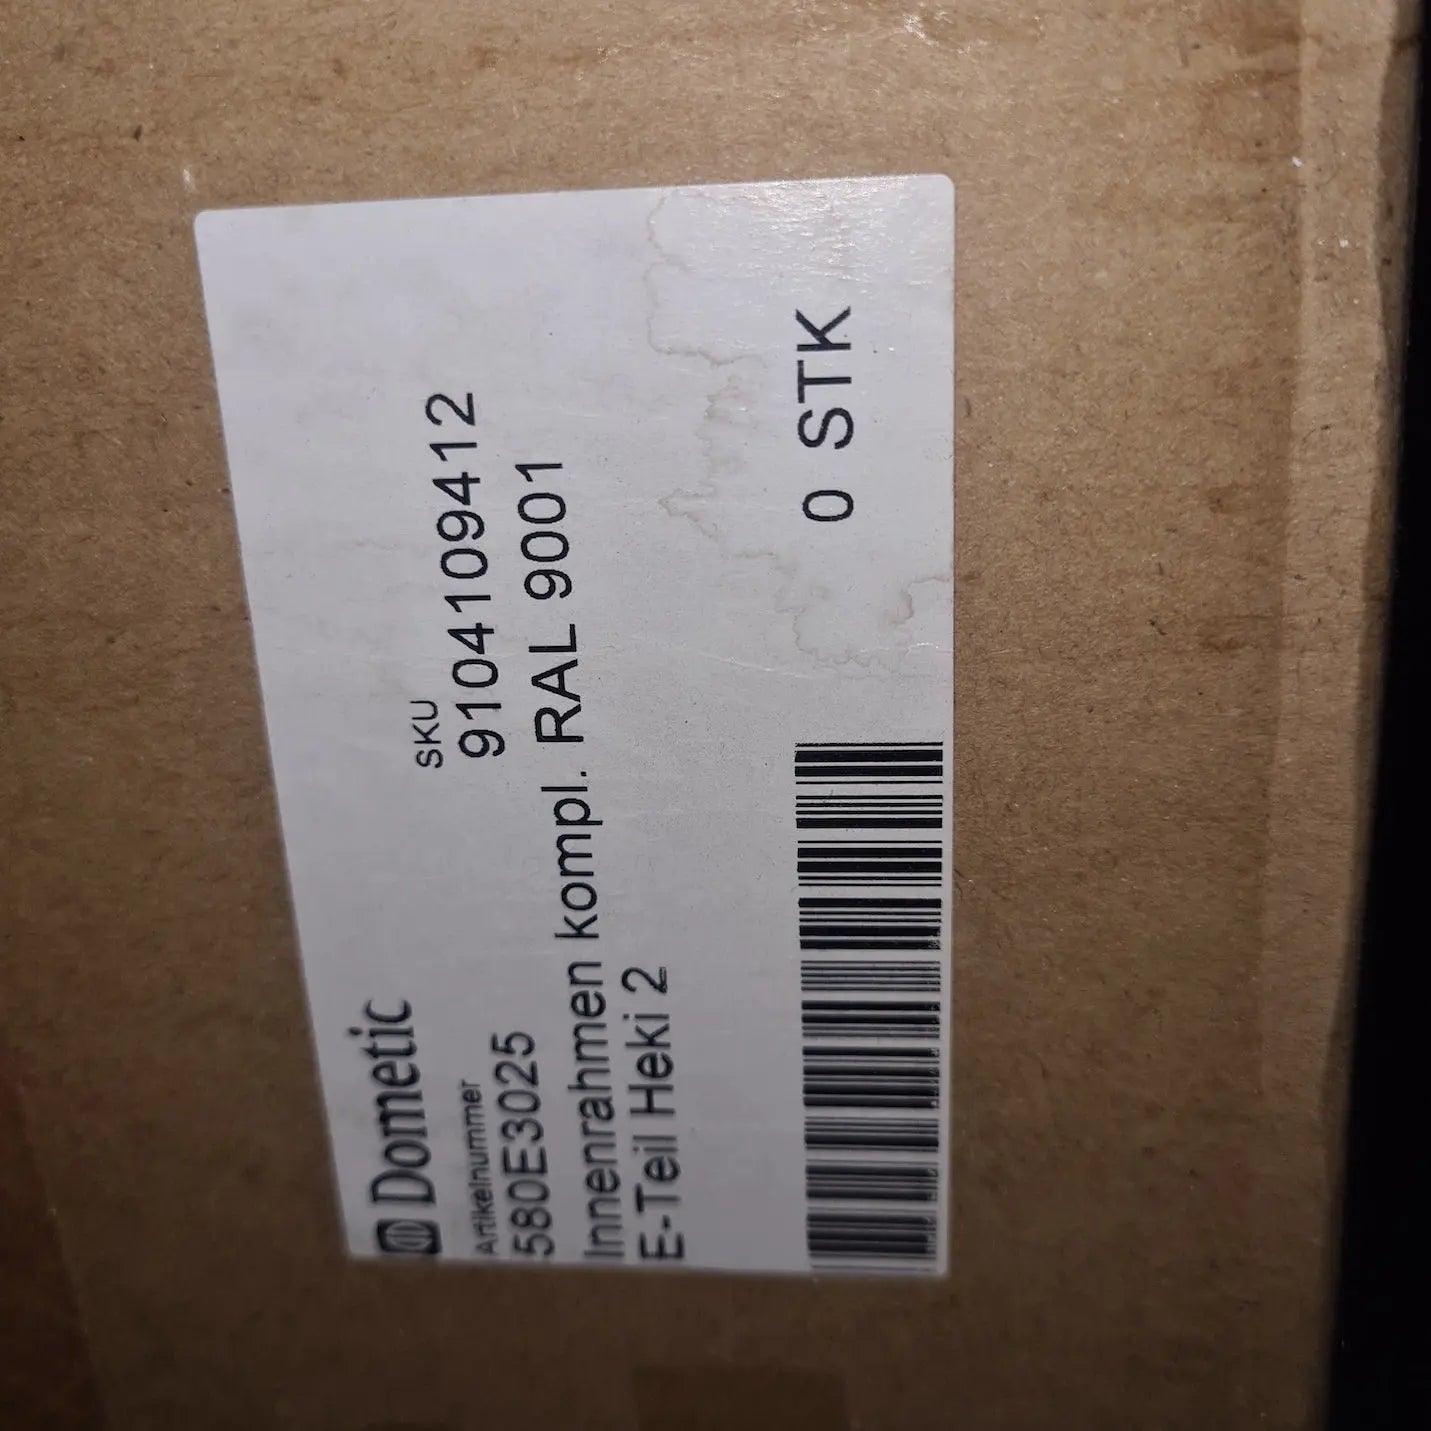 Dometic
SKU
Artikelnummer
9104109412
580E3025
Innenrahmen kompl. RAL 9001
E-Teil Heki 2
0 STK